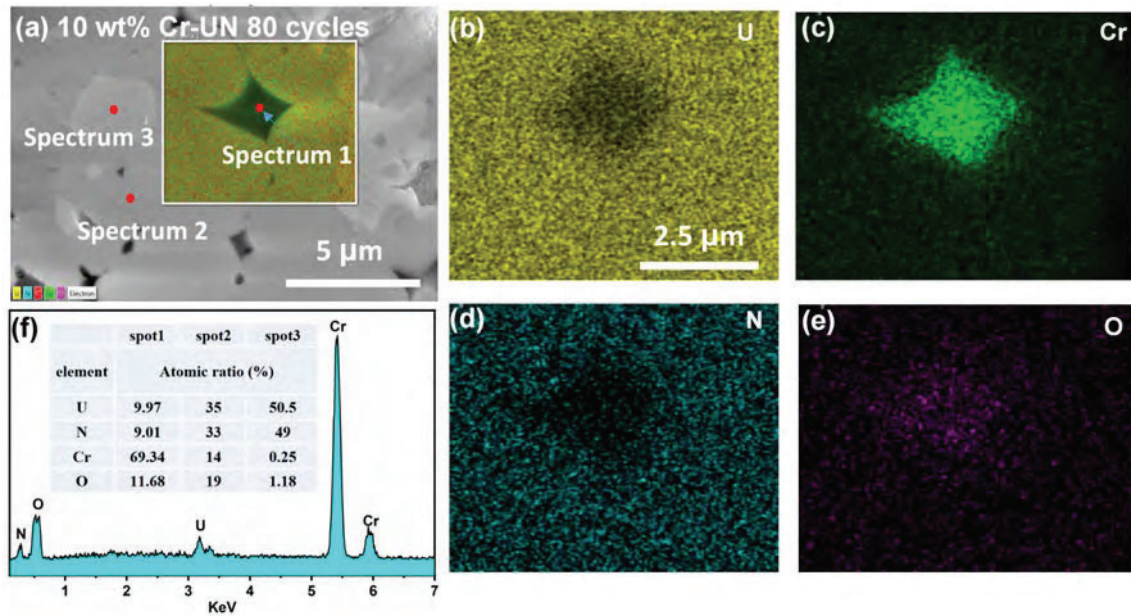 (a) 10 wt% Cr-UN 80 cycles
Spectrum 3
Spectrum 1
Spectrum 2
5 μm
Electron
(b) U
2.5 μm
(c) Cr
(d) N
(e) O
(f)
spot1 spot2 spot3
element Atomic ratio (%)
U 9.97 35 50.5
N 9.01 33 49
Cr 69.34 14 0.25
O 11.68 19 1.18
N
O
U
Cr
Cr
1 2 3 4 5 6 7
KeV